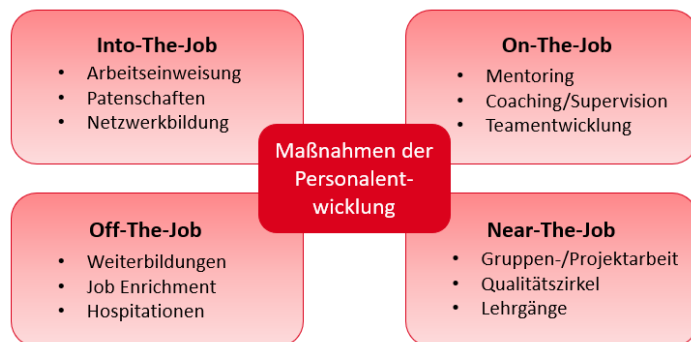 Into-The-Job
• Arbeitseinweisung
• Patenschaften
• Netzwerkbildung
On-The-Job
• Mentoring
• Coaching/Supervision
• Teamentwicklung
Maßnahmen der
Personalent-
wicklung
Off-The-Job
• Weiterbildungen
• Job Enrichment
• Hospitationen
Near-The-Job
• Gruppen-/Projektarbeit
• Qualitätszirkel
• Lehrgänge